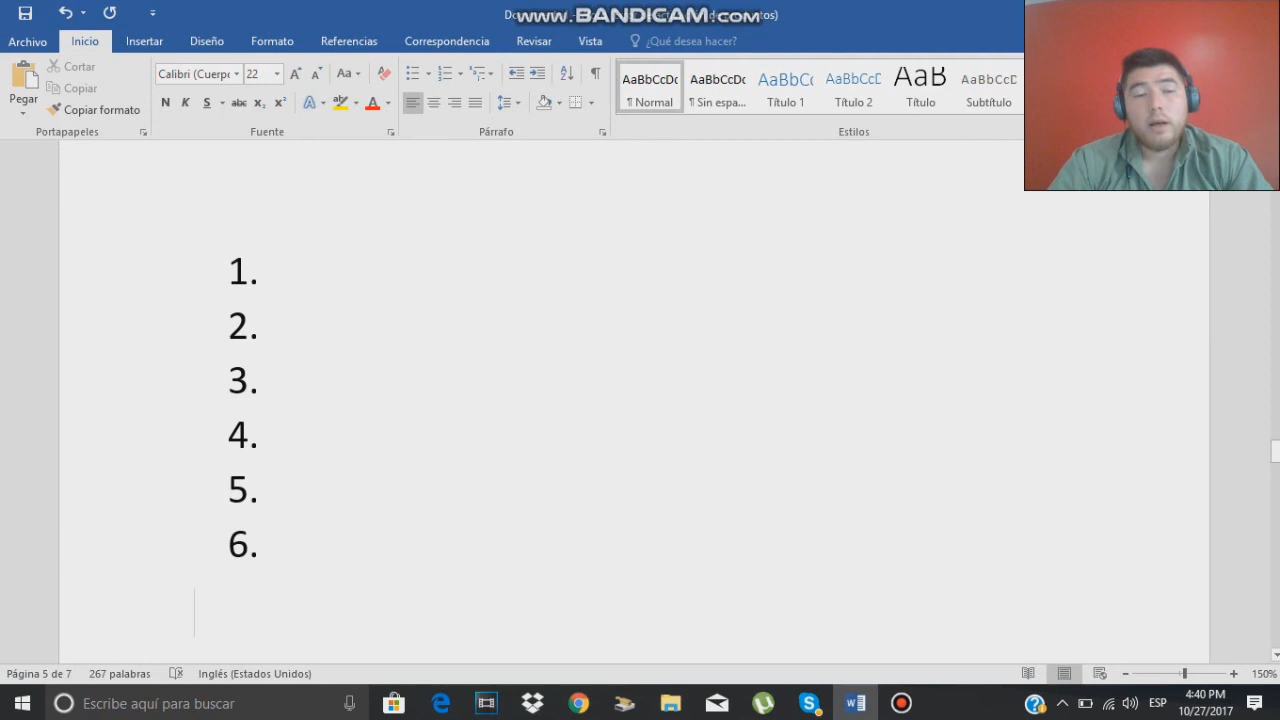 www.BANDICAM.com
Archivo Inicio Insertar Diseño Formato Referencias Correspondencia Revisar Vista ¿Qué desea hacer?
Pegar
Cortar
Copiar
Copiar formato
Portapapeles
Calibri (Cuerp 22
Aa
N K S abc x₂ x²
Fuente
Párrafo
AaBbCcDc AaBbCcDc AaBbC AaBbCcD AaB AaBbCcD
¶ Normal ¶ Sin espa... Título 1 Título 2 Título Subtítulo
Estilos
1.
2.
3.
4.
5.
6.
Página 5 de 7 267 palabras Inglés (Estados Unidos) 150%
Escribe aquí para buscar
ESP
4:40 PM
10/27/2017